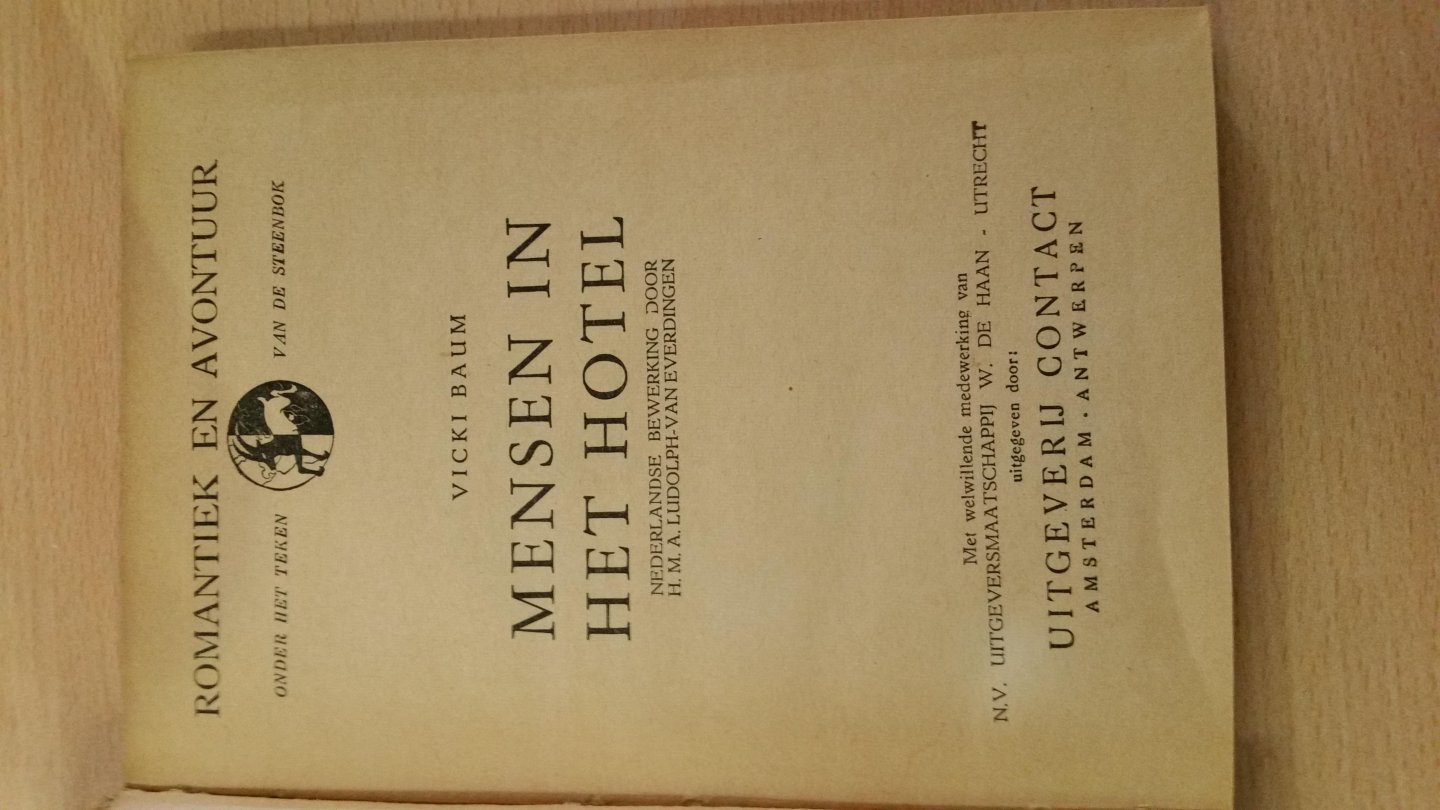 ROMANTIEK EN AVONTUUR
ONDER HET TEKEN VAN DE STEENBOK
VICKI BAUM
MENSEN IN
HET HOTEL
NEDERLANDSE BEWERKING DOOR
H. M. A. LUDOLPH-VAN EVERDINGEN
Met welwillende medewerking van
N.V. UITGEVERSMAATSCHAPPIJ W. DE HAAN - UTRECHT
uitgegeven door:
UITGEVERIJ CONTACT
AMSTERDAM · ANTWERPEN